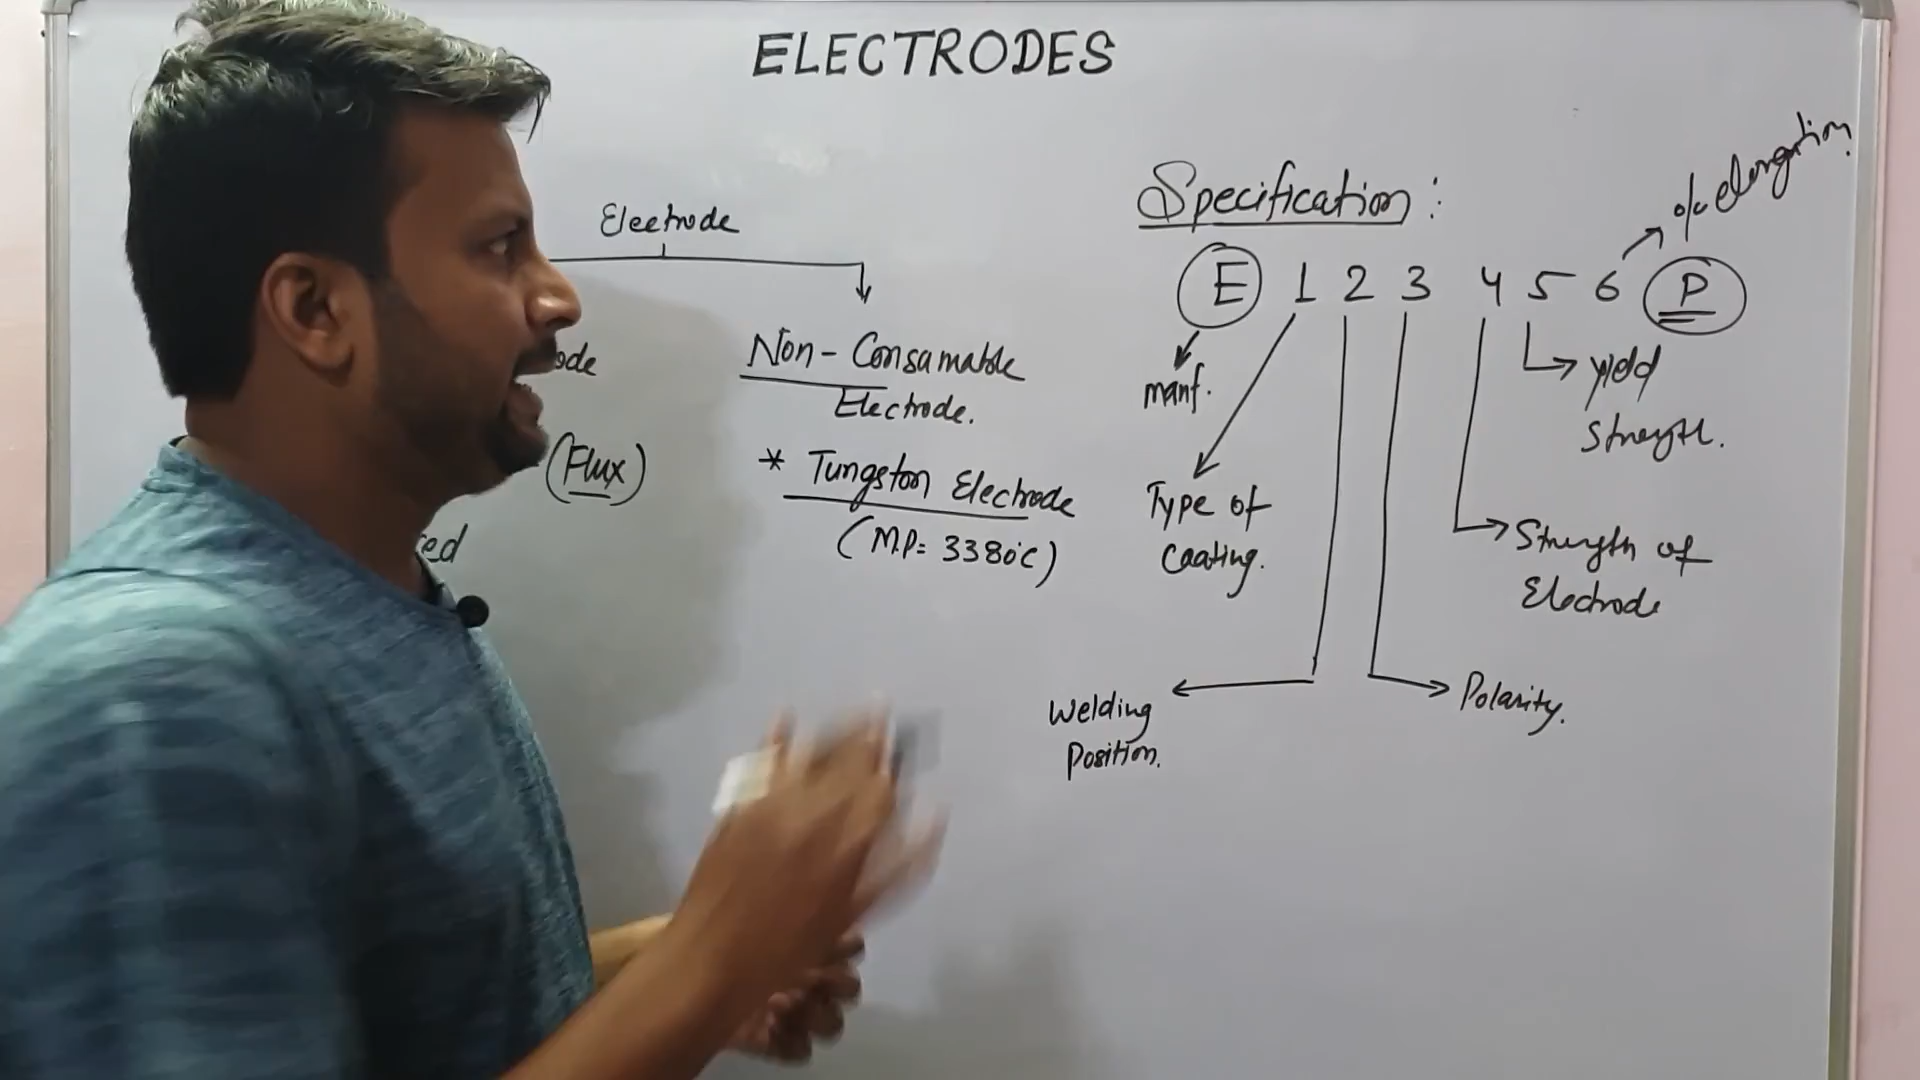 ELECTRODES
Electrode
ode
Non-Consumable
Electrode.
(Flux)
* Tungston Electrode
(M.P= 3380°C)
ed
Specification:
E 1 2 3 4 5 6 P
% elongation.
manf.
yield
strength.
Type of
Coating.
Strength of
Electrode
Welding
Position.
Polarity.